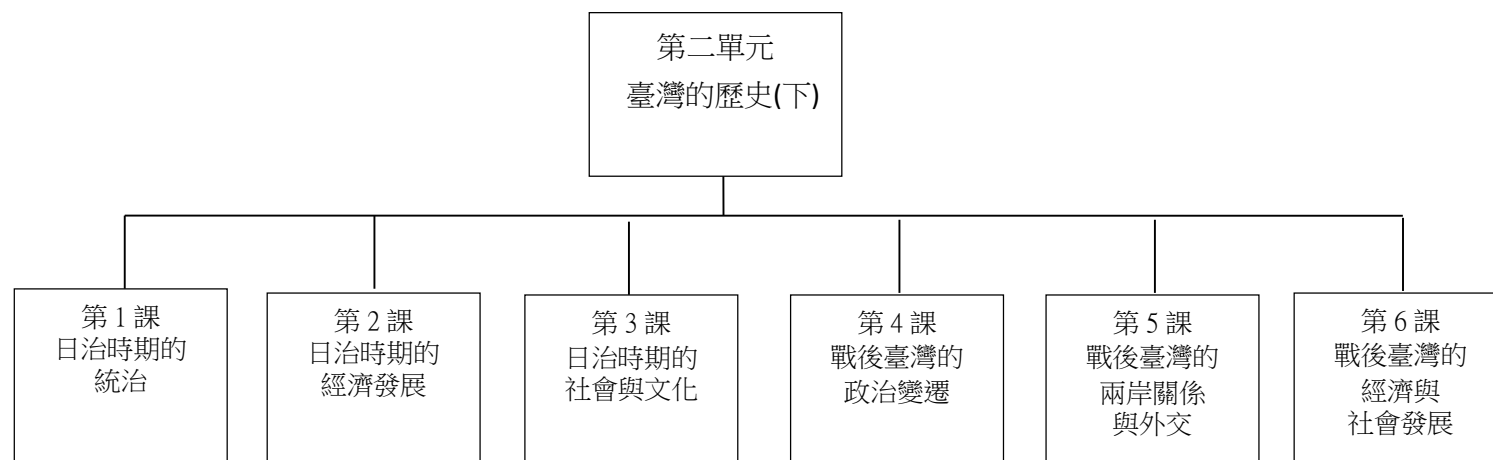 第二單元
臺灣的歷史(下)
第 1 課
日治時期的
統治
第 2 課
日治時期的
經濟發展
第 3 課
日治時期的
社會與文化
第 4 課
戰後臺灣的
政治變遷
第 5 課
戰後臺灣的
兩岸關係
與外交
第 6 課
戰後臺灣的
經濟與
社會發展